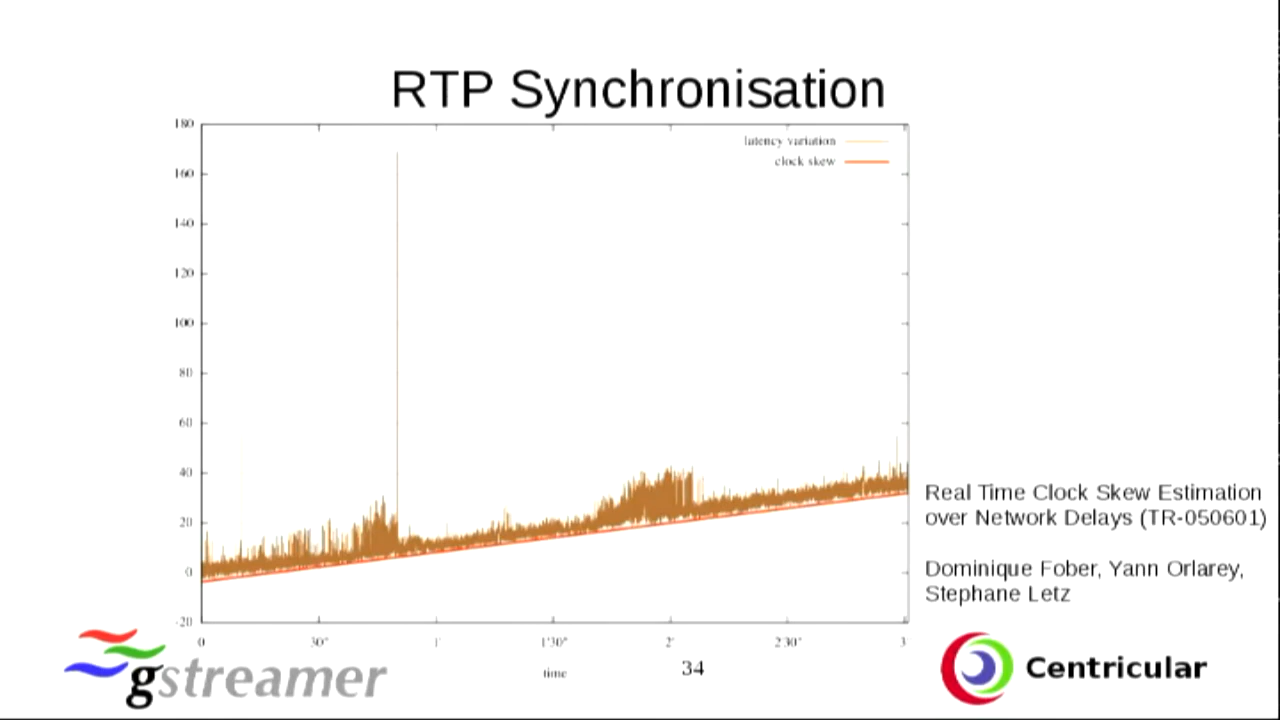 RTP Synchronisation
180
latency variation
clock skew
160
140
120
100
80
60
40
20
0
-20
0
30"
1'
1'30"
2'
2'30"
3
time
34
Real Time Clock Skew Estimation
over Network Delays (TR-050601)
Dominique Fober, Yann Orlarey,
Stephane Letz
gstreamer
Centricular